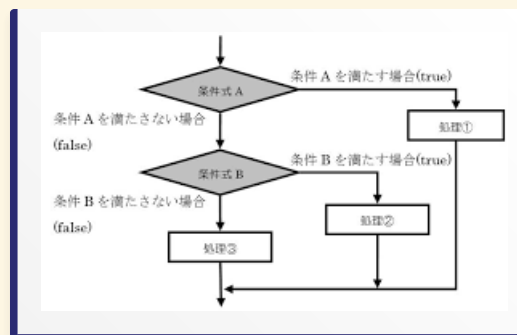 条件式 A
条件 A を満たす場合(true)
処理①
条件 A を満たさない場合
(false)
条件式 B
条件 B を満たす場合(true)
処理②
条件 B を満たさない場合
(false)
処理③